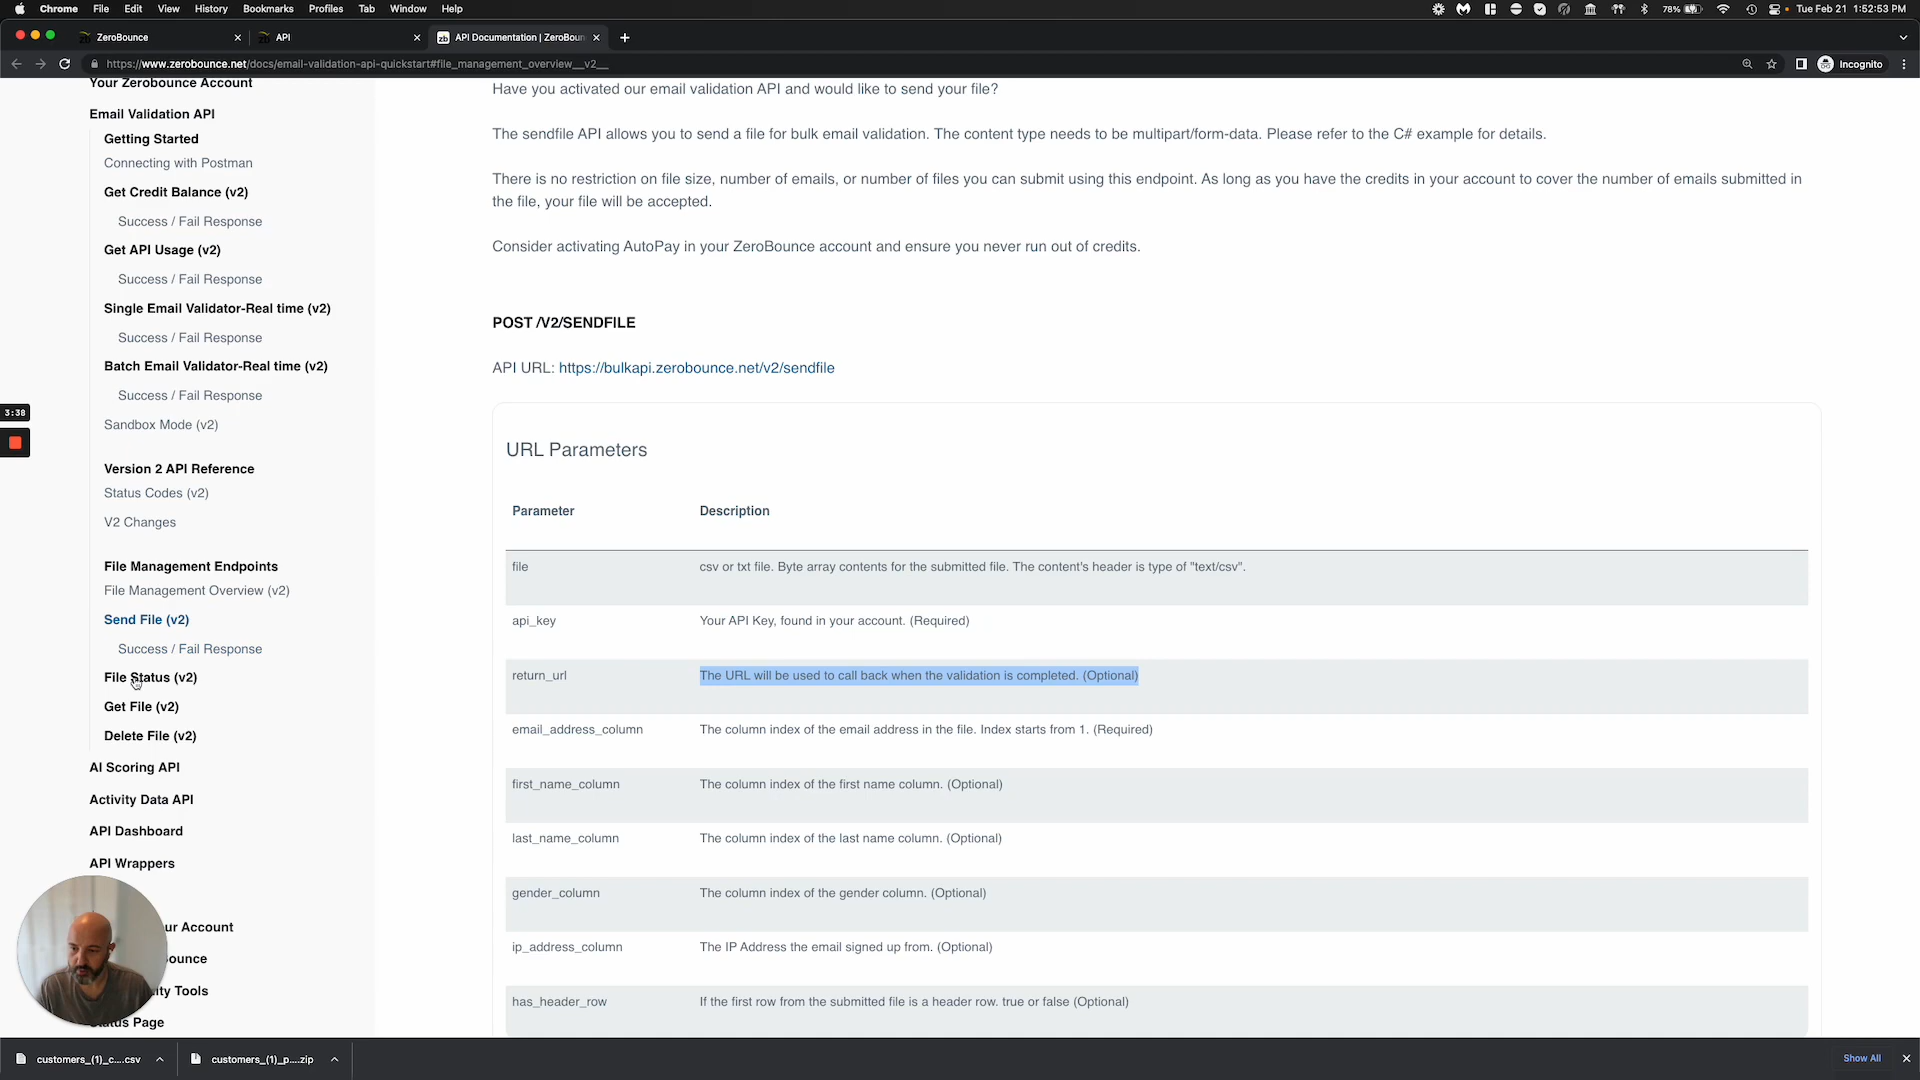 Chrome File Edit View History Bookmarks Profiles Tab Window Help
78% Tue Feb 21 1:52:53 PM
ZeroBounce
API
API Documentation | ZeroBoun
https://www.zerobounce.net/docs/email-validation-api-quickstart#file_management_overview__v2__
Incognito
Your Zerobounce Account
Email Validation API
Getting Started
Connecting with Postman
Get Credit Balance (v2)
Success / Fail Response
Get API Usage (v2)
Success / Fail Response
Single Email Validator-Real time (v2)
Success / Fail Response
Batch Email Validator-Real time (v2)
Success / Fail Response
Sandbox Mode (v2)
Version 2 API Reference
Status Codes (v2)
V2 Changes
File Management Endpoints
File Management Overview (v2)
Send File (v2)
Success / Fail Response
File Status (v2)
Get File (v2)
Delete File (v2)
AI Scoring API
Activity Data API
API Dashboard
API Wrappers
ur Account
ounce
ity Tools
tatus Page
3:38
Have you activated our email validation API and would like to send your file?
The sendfile API allows you to send a file for bulk email validation. The content type needs to be multipart/form-data. Please refer to the C# example for details.
There is no restriction on file size, number of emails, or number of files you can submit using this endpoint. As long as you have the credits in your account to cover the number of emails submitted in
the file, your file will be accepted.
Consider activating AutoPay in your ZeroBounce account and ensure you never run out of credits.
POST /V2/SENDFILE
API URL: https://bulkapi.zerobounce.net/v2/sendfile
URL Parameters
Parameter Description
file csv or txt file. Byte array contents for the submitted file. The content's header is type of "text/csv".
api_key Your API Key, found in your account. (Required)
return_url The URL will be used to call back when the validation is completed. (Optional)
email_address_column The column index of the email address in the file. Index starts from 1. (Required)
first_name_column The column index of the first name column. (Optional)
last_name_column The column index of the last name column. (Optional)
gender_column The column index of the gender column. (Optional)
ip_address_column The IP Address the email signed up from. (Optional)
has_header_row If the first row from the submitted file is a header row. true or false (Optional)
customers_(1)_c....csv
customers_(1)_p....zip
Show All